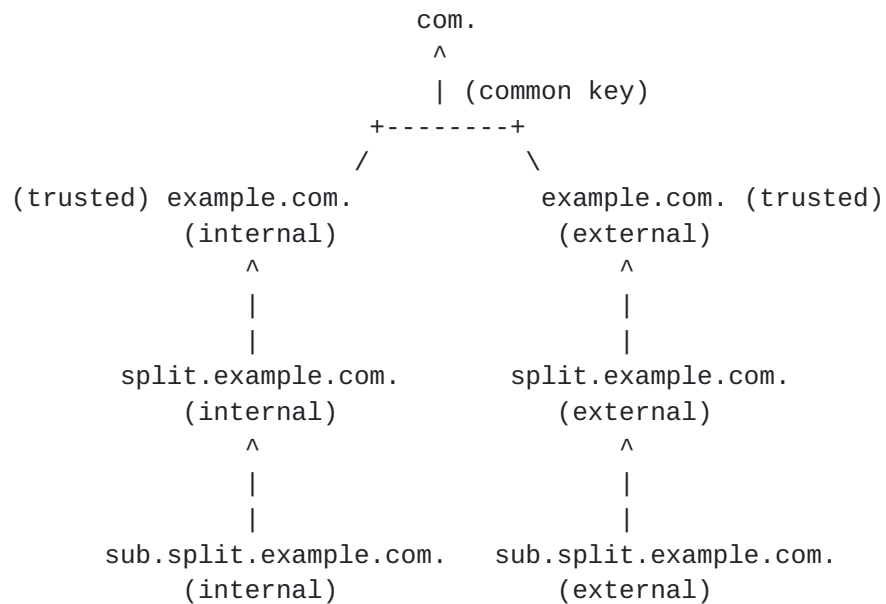 com.
^
| (common key)
+--------+
/ \
(trusted) example.com. example.com. (trusted)
(internal) (external)
^ ^
| |
| |
split.example.com. split.example.com.
(internal) (external)
^ ^
| |
| |
sub.split.example.com. sub.split.example.com.
(internal) (external)